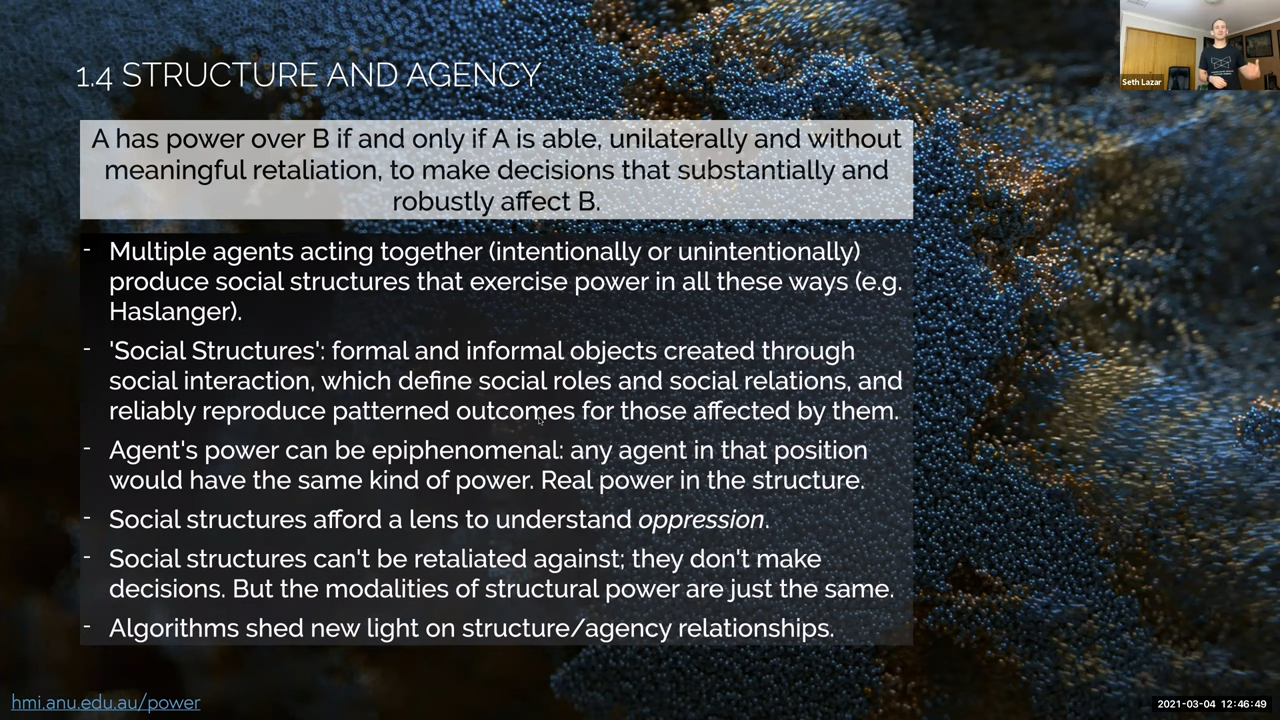 1.4 STRUCTURE AND AGENCY
Seth Lazar
A has power over B if and only if A is able, unilaterally and without
meaningful retaliation, to make decisions that substantially and
robustly affect B.
- Multiple agents acting together (intentionally or unintentionally)
produce social structures that exercise power in all these ways (e.g.
Haslanger).
- 'Social Structures': formal and informal objects created through
social interaction, which define social roles and social relations, and
reliably reproduce patterned outcomes for those affected by them.
- Agent's power can be epiphenomenal: any agent in that position
would have the same kind of power. Real power in the structure.
- Social structures afford a lens to understand oppression.
- Social structures can't be retaliated against; they don't make
decisions. But the modalities of structural power are just the same.
- Algorithms shed new light on structure/agency relationships.
hmi.anu.edu.au/power
2021-03-04 12:46:49